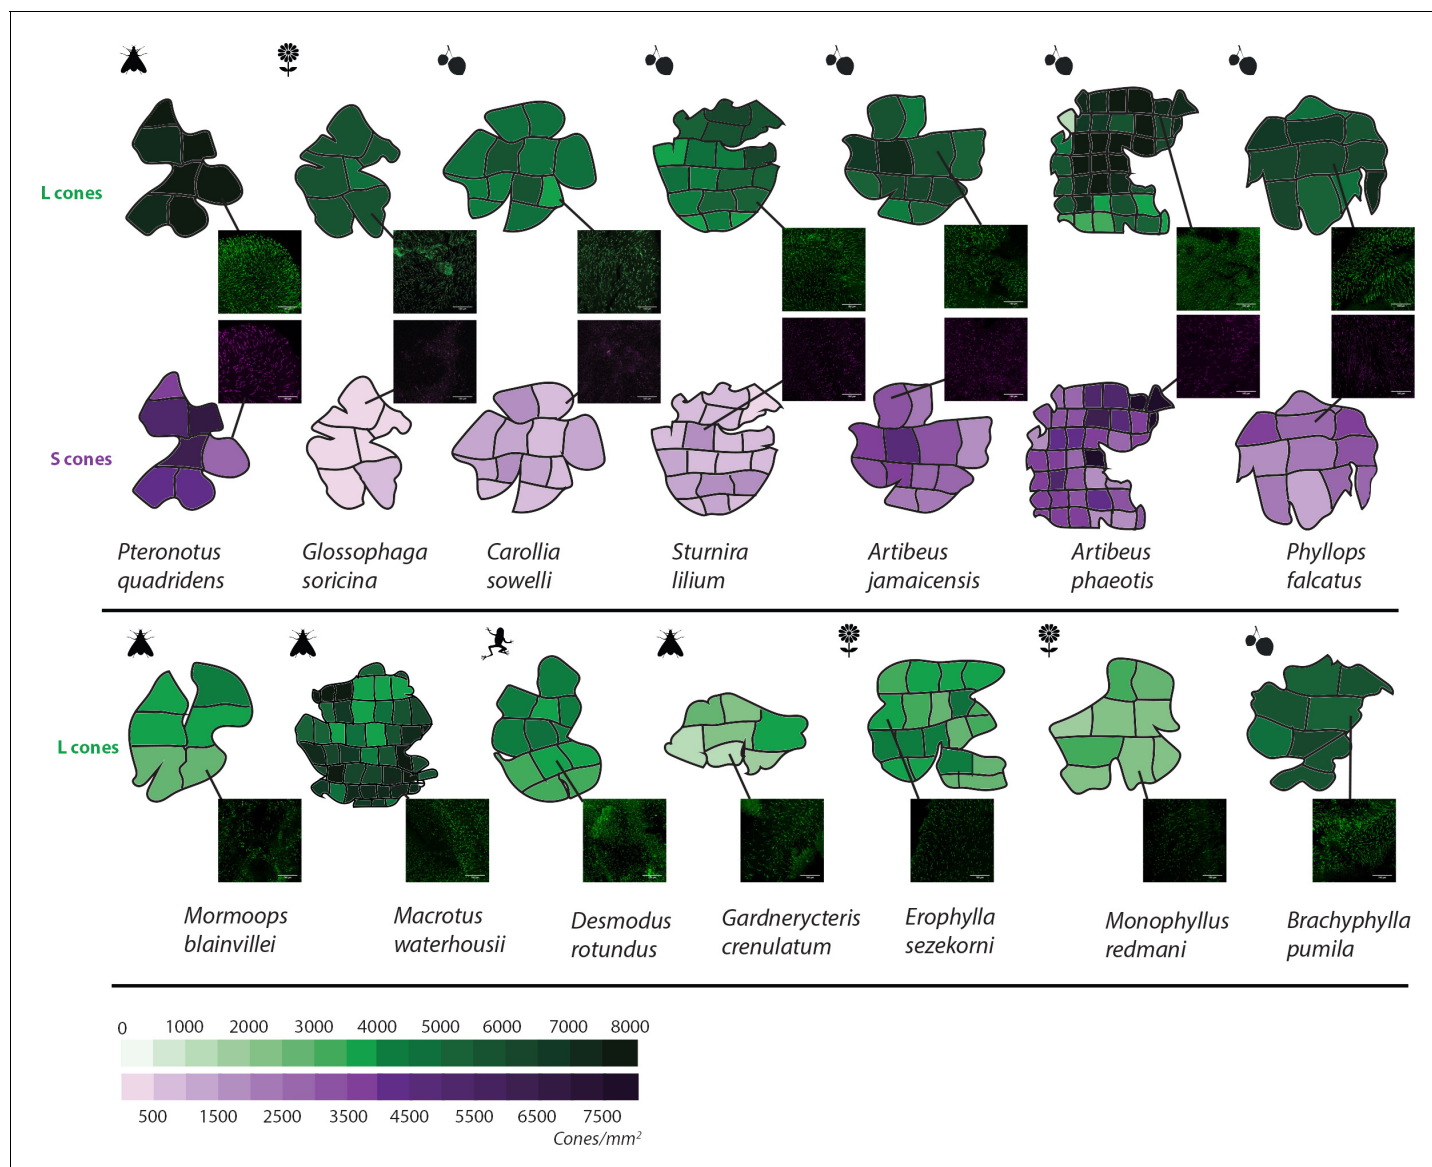 L cones
S cones
Pteronotus
quadridens
Glossophaga
soricina
Carollia
sowelli
Sturnira
lilium
Artibeus
jamaicensis
Artibeus
phaeotis
Phyllops
falcatus
L cones
Mormoops
blainvillei
Macrotus
waterhousii
Desmodus
rotundus
Gardnerycteris
crenulatum
Erophylla
sezekorni
Monophyllus
redmani
Brachyphylla
pumila
0 1000 2000 3000 4000 5000 6000 7000 8000
500 1500 2500 3500 4500 5500 6500 7500
Cones/mm²